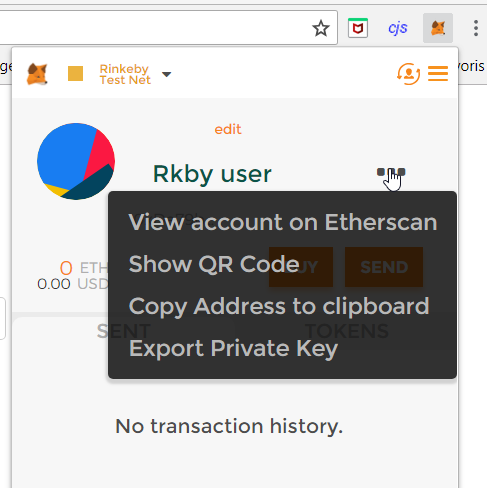 cjs
ge
voris
Rinkeby
Test Net
edit
Rkby user
View account on Etherscan
Show QR Code
Copy Address to clipboard
Export Private Key
0 ETH
0.00 USD
BUY
SEND
SENT
TOKENS
No transaction history.